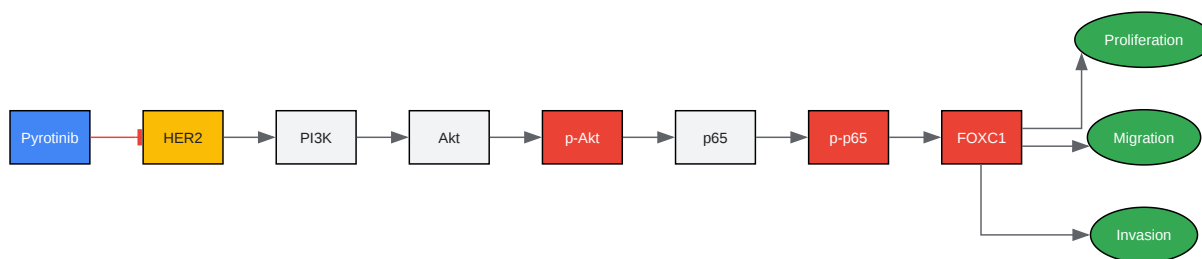 Proliferation
Pyrotinib
HER2
PI3K
Akt
p-Akt
p65
p-p65
FOXC1
Migration
Invasion